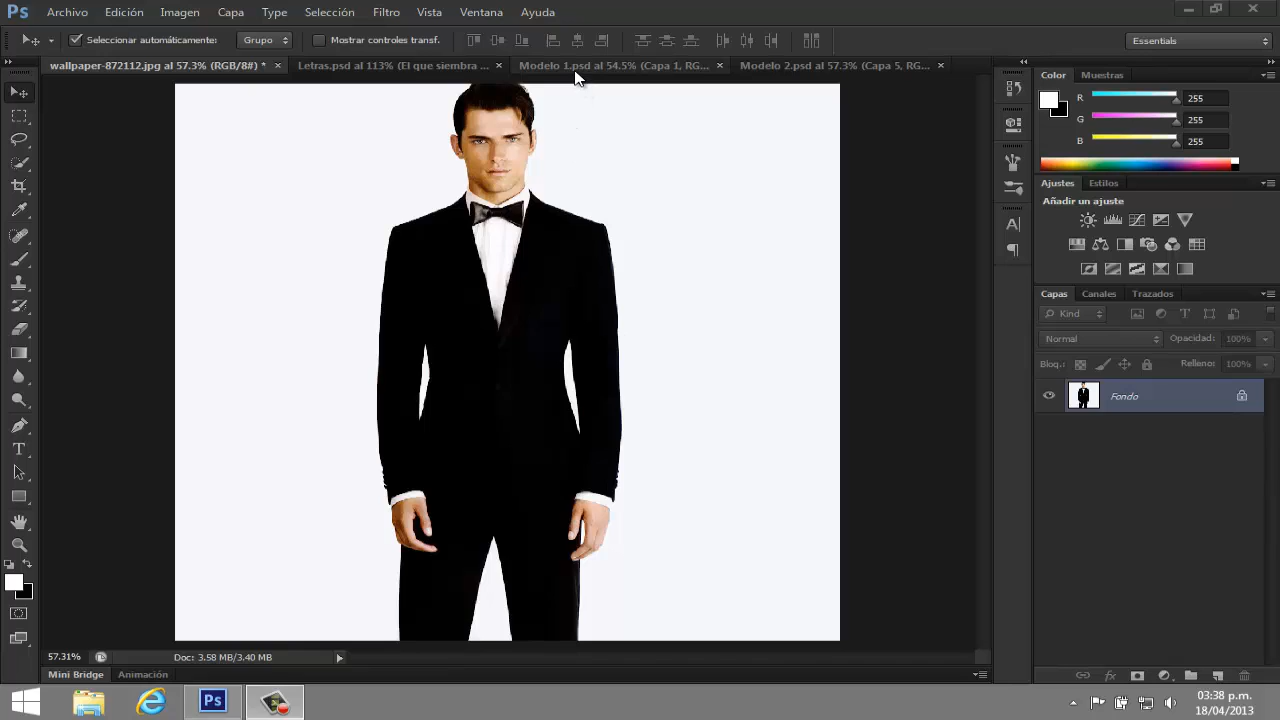 Ps Archivo Edición Imagen Capa Type Selección Filtro Vista Ventana Ayuda
Seleccionar automáticamente: Grupo Mostrar controles transf. Essentials
wallpaper-872112.jpg al 57.3% (RGB/8#) * × Letras.psd al 113% (El que siembra ... × Modelo 1.psd al 54.5% (Capa 1, RG... × Modelo 2.psd al 57.3% (Capa 5, RG... ×
Color Muestras
R 255
G 255
B 255
Ajustes Estilos
Añadir un ajuste
Capas Canales Trazados
Kind
Normal Opacidad: 100%
Bloq.: Relleno: 100%
Fondo
57.31% Doc: 3.58 MB/3.40 MB
Mini Bridge Animación
Ps
03:38 p.m.
18/04/2013